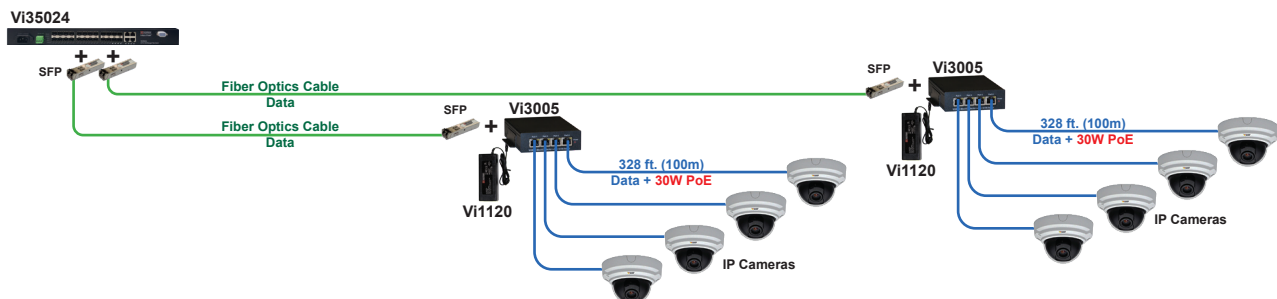 Vi35024
SFP
Fiber Optics Cable
Data
SFP
Vi3005
328 ft. (100m)
Data + 30W PoE
Vi1120
IP Cameras
Fiber Optics Cable
Data
SFP
Vi3005
328 ft. (100m)
Data + 30W PoE
Vi1120
IP Cameras